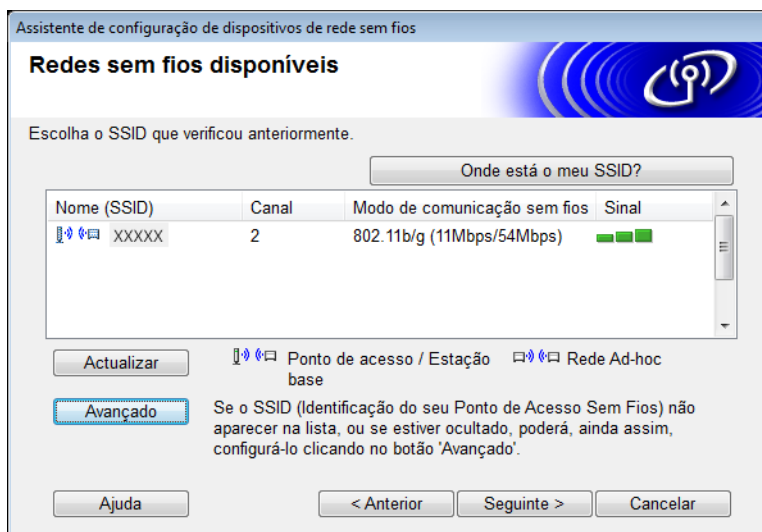 Assistente de configuração de dispositivos de rede sem fios
Redes sem fios disponíveis
Escolha o SSID que verificou anteriormente.
Onde está o meu SSID?
Nome (SSID) Canal Modo de comunicação sem fios Sinal
XXXXX 2 802.11b/g (11Mbps/54Mbps)
Actualizar
Ponto de acesso / Estação base
Rede Ad-hoc
Avançado
Se o SSID (Identificação do seu Ponto de Acesso Sem Fios) não
aparecer na lista, ou se estiver ocultado, poderá, ainda assim,
configurá-lo clicando no botão 'Avançado'.
Ajuda < Anterior Seguinte > Cancelar